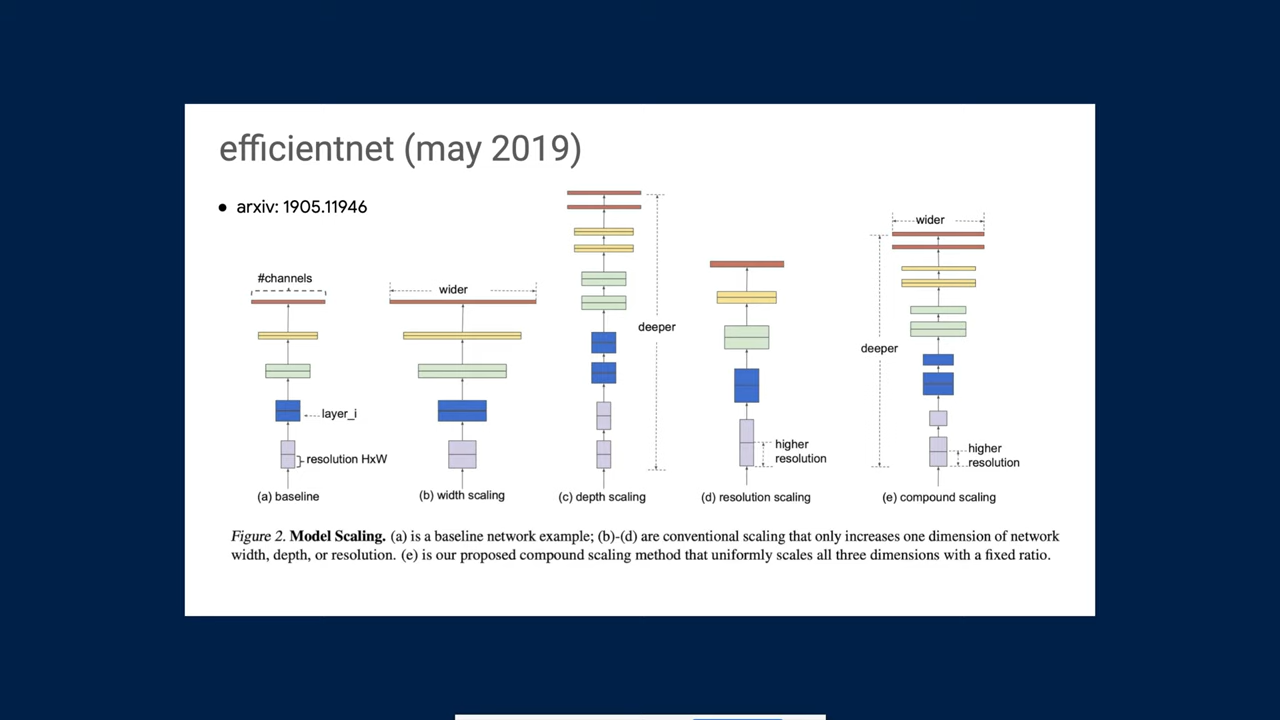 efficientnet (may 2019)
● arxiv: 1905.11946
#channels
layer_i
resolution HxW
(a) baseline
wider
(b) width scaling
deeper
(c) depth scaling
higher
resolution
(d) resolution scaling
wider
deeper
higher
resolution
(e) compound scaling
Figure 2. Model Scaling. (a) is a baseline network example; (b)-(d) are conventional scaling that only increases one dimension of network
width, depth, or resolution. (e) is our proposed compound scaling method that uniformly scales all three dimensions with a fixed ratio.